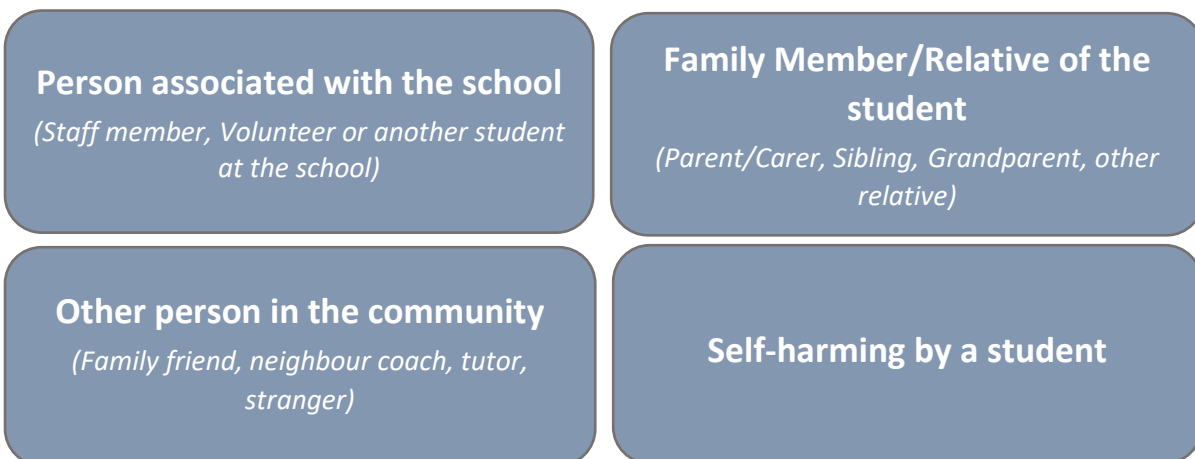 Person associated with the school
(Staff member, Volunteer or another student
at the school)
Family Member/Relative of the
student
(Parent/Carer, Sibling, Grandparent, other
relative)
Other person in the community
(Family friend, neighbour coach, tutor,
stranger)
Self-harming by a student